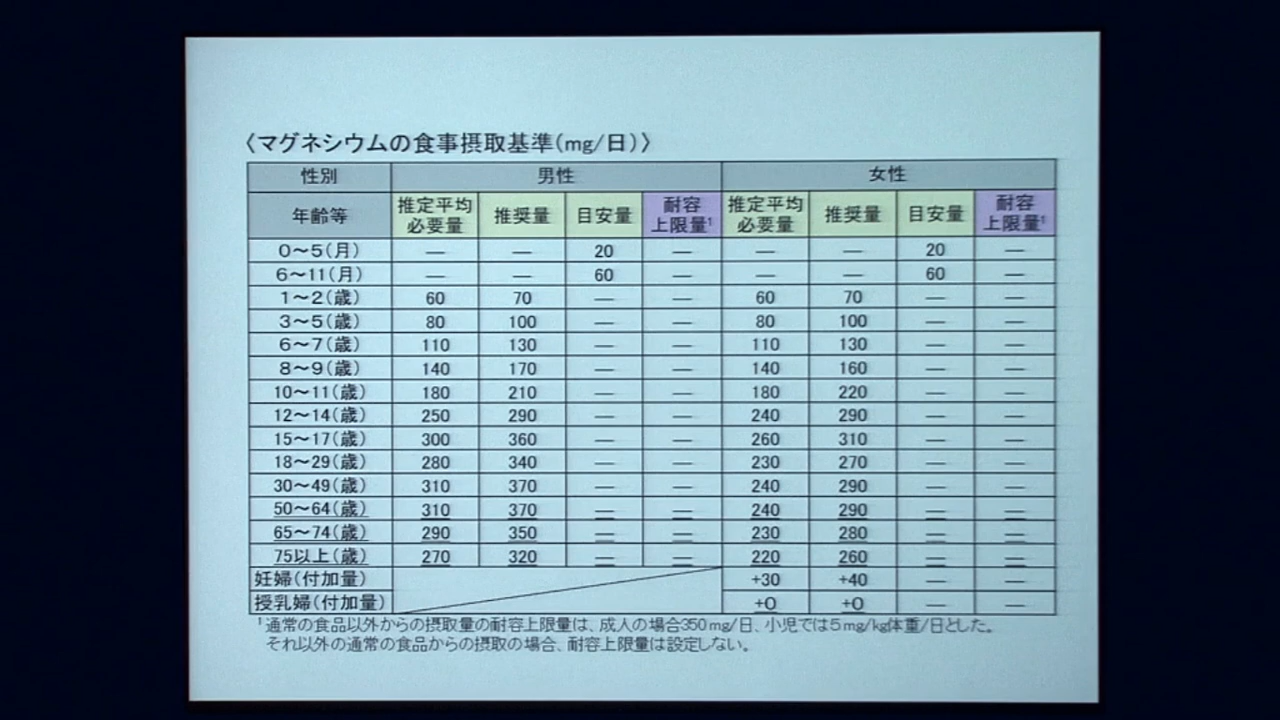 〈マグネシウムの食事摂取基準(mg/日)〉
性別 男性 女性
年齢等 推定平均必要量 推奨量 目安量 耐容上限量¹ 推定平均必要量 推奨量 目安量 耐容上限量¹
0～5(月) ― ― 20 ― ― ― 20 ―
6～11(月) ― ― 60 ― ― ― 60 ―
1～2(歳) 60 70 ― ― 60 70 ― ―
3～5(歳) 80 100 ― ― 80 100 ― ―
6～7(歳) 110 130 ― ― 110 130 ― ―
8～9(歳) 140 170 ― ― 140 160 ― ―
10～11(歳) 180 210 ― ― 180 220 ― ―
12～14(歳) 250 290 ― ― 240 290 ― ―
15～17(歳) 300 360 ― ― 260 310 ― ―
18～29(歳) 280 340 ― ― 230 270 ― ―
30～49(歳) 310 370 ― ― 240 290 ― ―
50～64(歳) 310 370 ― ― 240 290 ― ―
65～74(歳) 290 350 ― ― 230 280 ― ―
75以上(歳) 270 320 ― ― 220 260 ― ―
妊婦(付加量) +30 +40 ― ―
授乳婦(付加量) +0 +0 ― ―
¹通常の食品以外からの摂取量の耐容上限量は、成人の場合350mg/日、小児では5mg/kg体重/日とした。
それ以外の通常の食品からの摂取の場合、耐容上限量は設定しない。